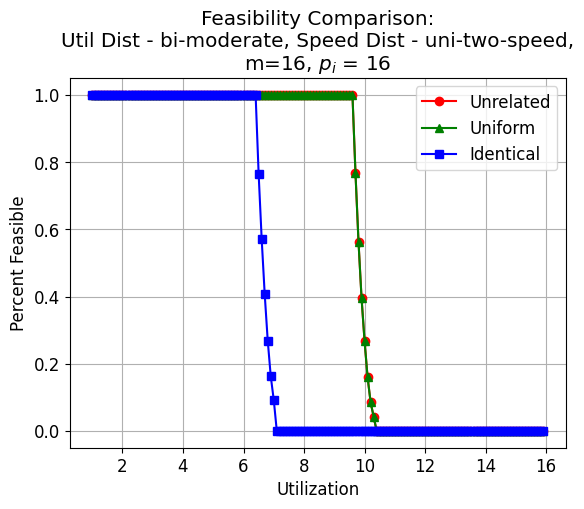 Feasibility Comparison:
Util Dist - bi-moderate, Speed Dist - uni-two-speed,
m=16, $p_i$ = 16
Unrelated
Uniform
Identical
Percent Feasible
1.0
0.8
0.6
0.4
0.2
0.0
2 4 6 8 10 12 14 16
Utilization